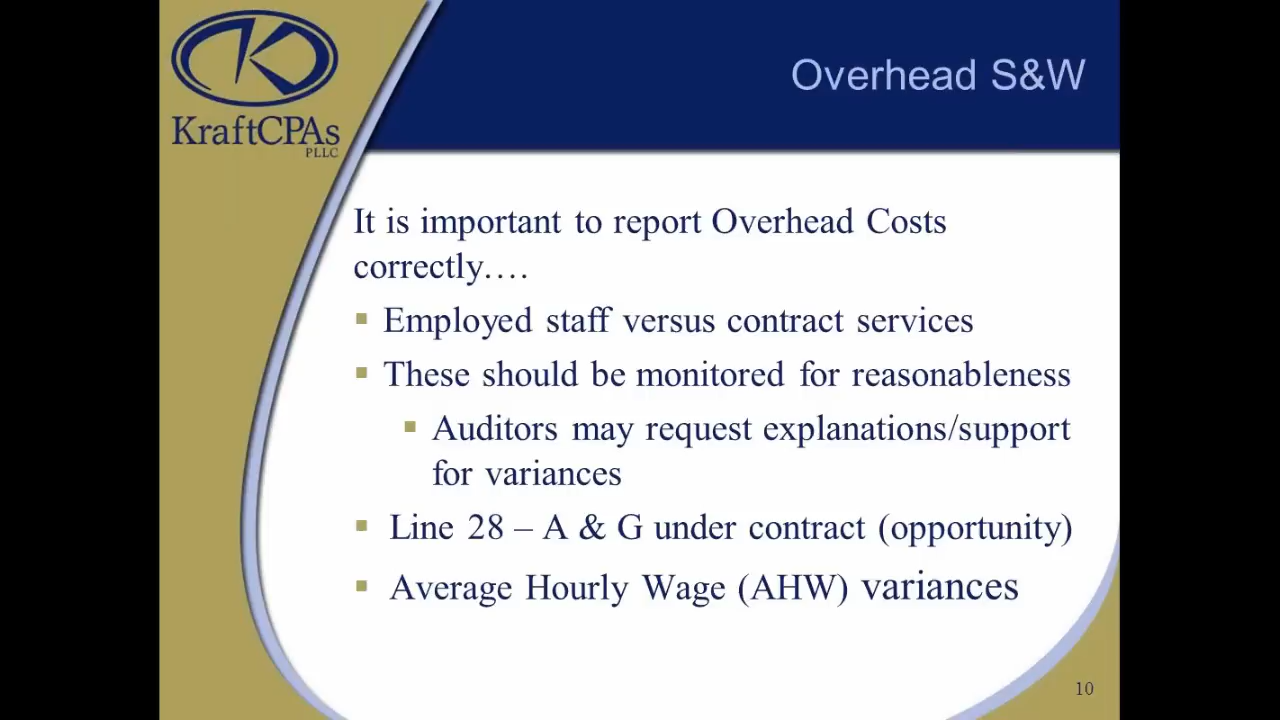 KraftCPAs
PLLC
Overhead S&W
It is important to report Overhead Costs
correctly….
Employed staff versus contract services
These should be monitored for reasonableness
Auditors may request explanations/support
for variances
Line 28 – A & G under contract (opportunity)
Average Hourly Wage (AHW) variances
10